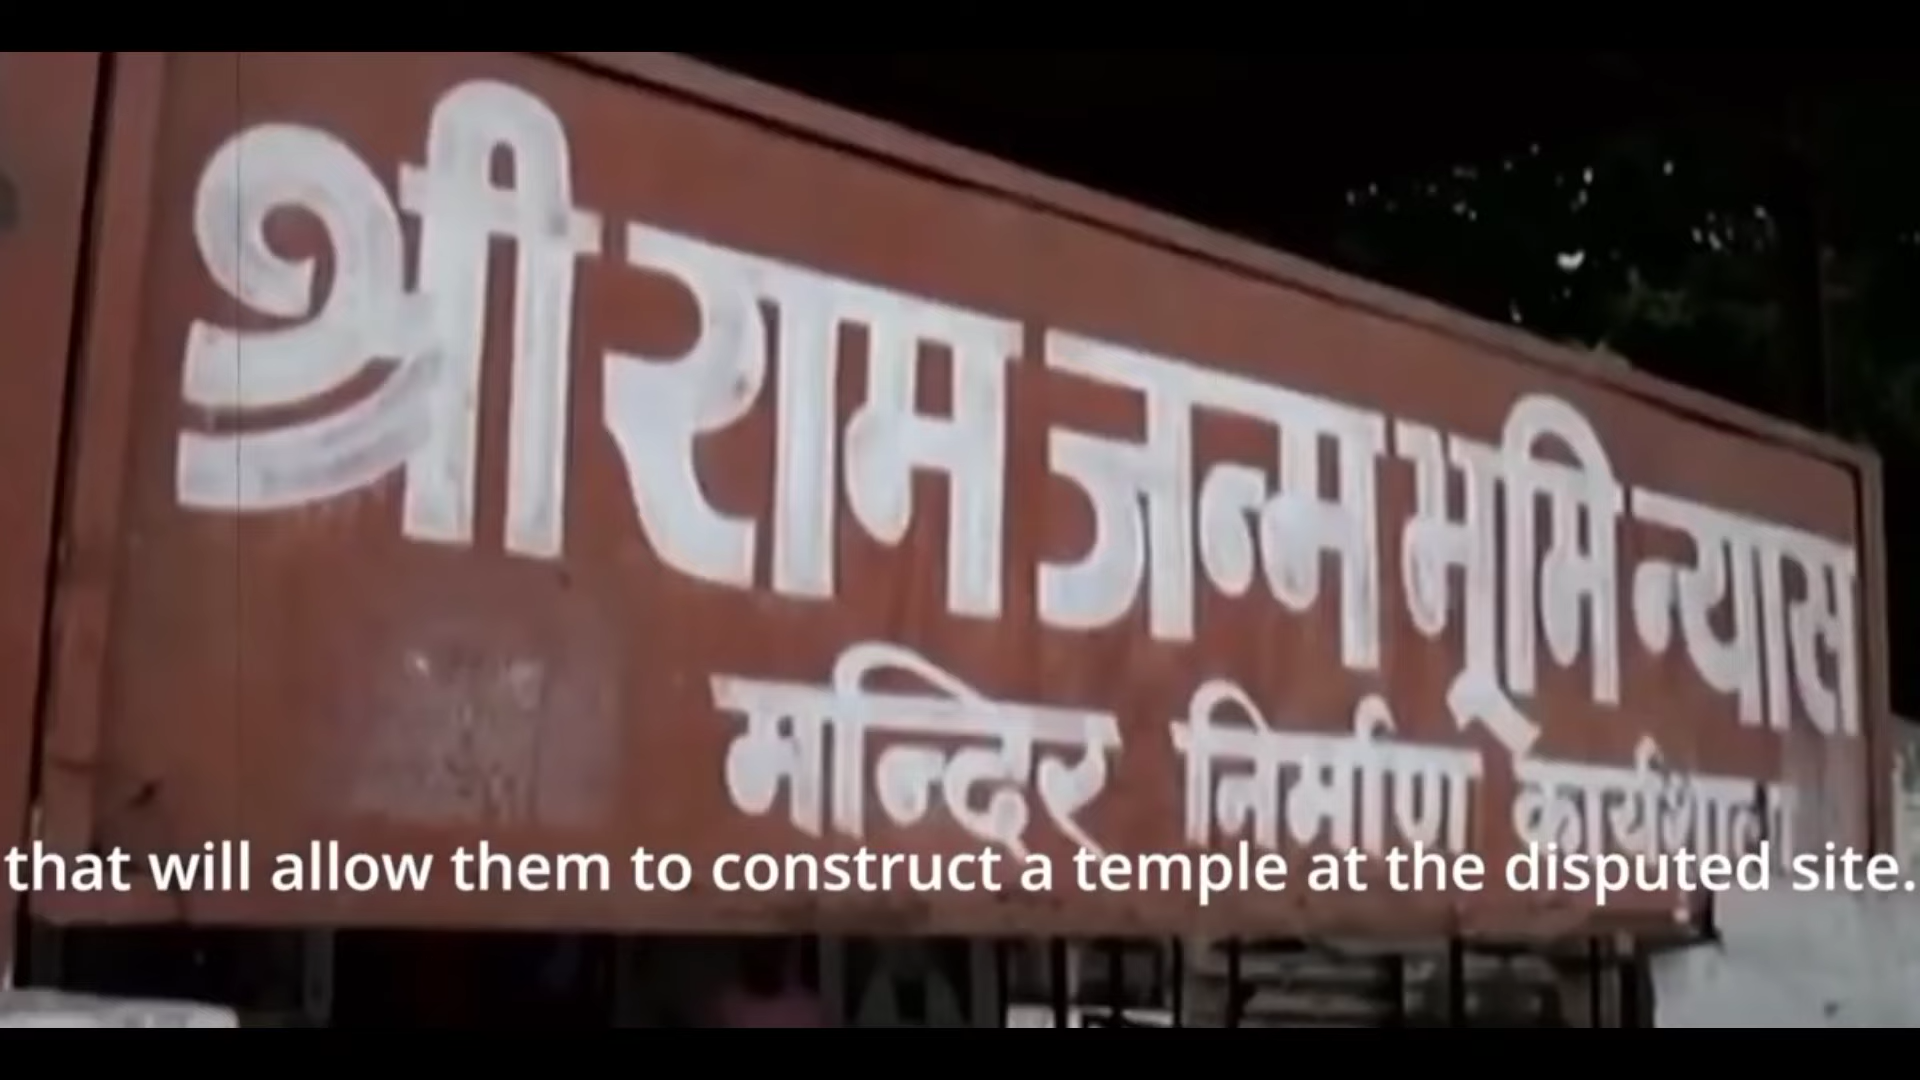 श्री राम जन्म भूमि न्यास
मन्दिर निर्माण कार्यशाला
that will allow them to construct a temple at the disputed site.